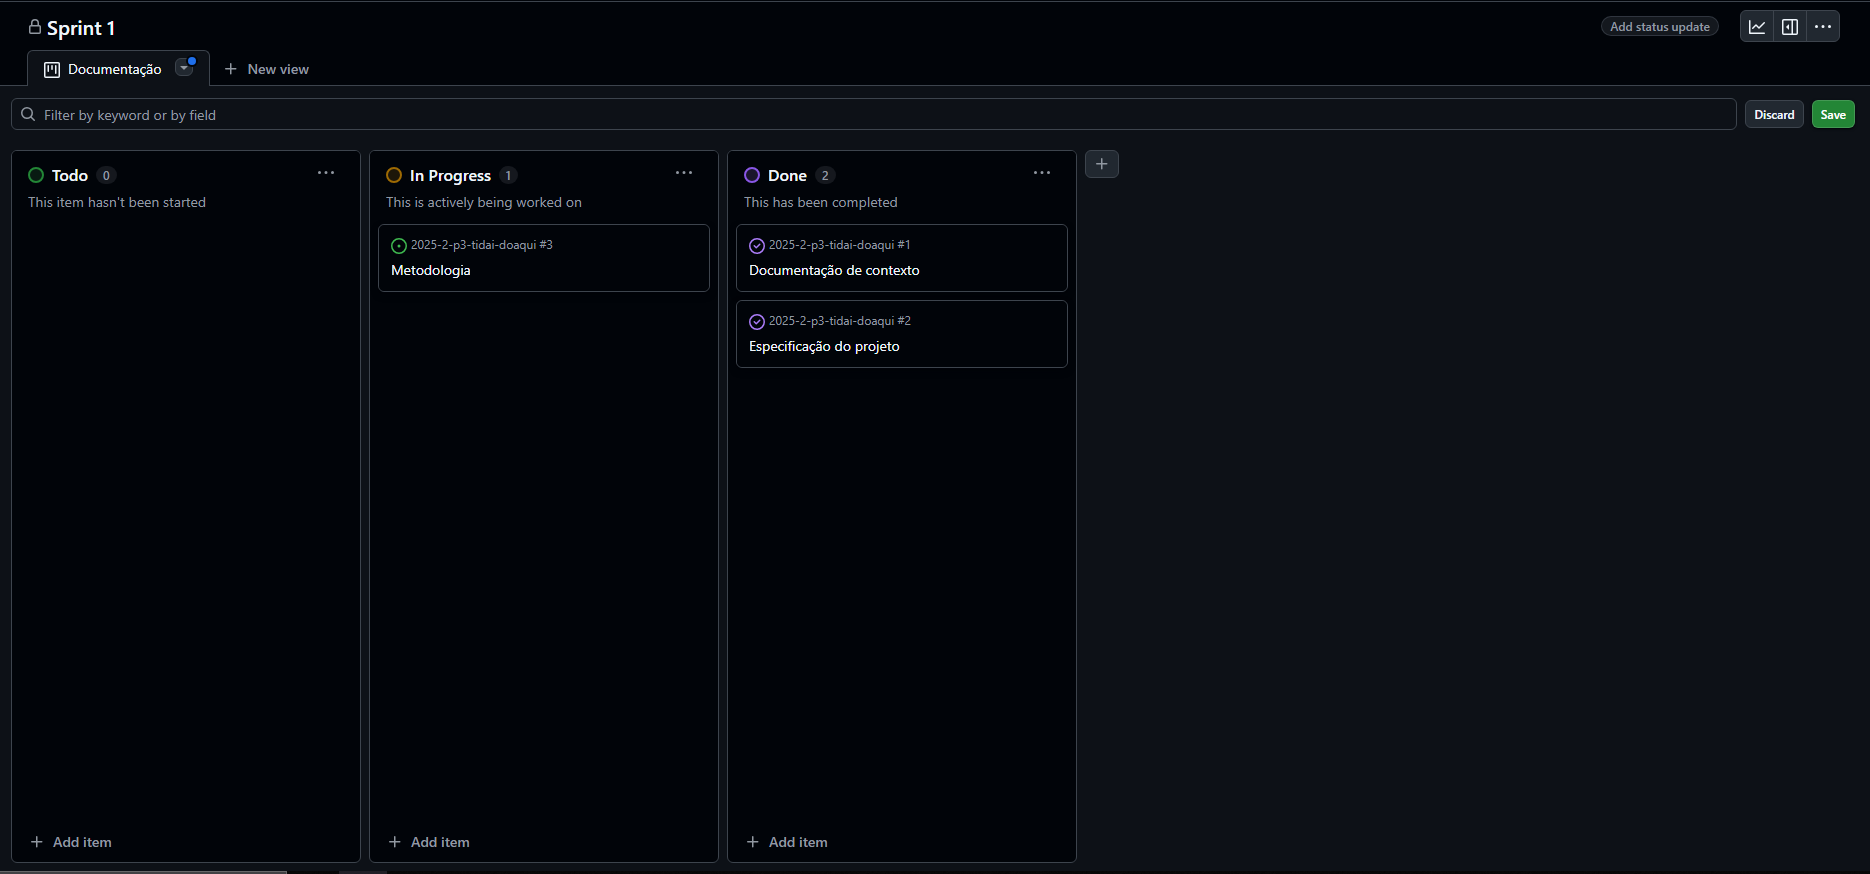 Sprint 1
Add status update
Documentação
New view
Filter by keyword or by field
Discard
Save
Todo 0
This item hasn't been started
In Progress 1
This is actively being worked on
2025-2-p3-tidai-doaqui #3
Metodologia
Done 2
This has been completed
2025-2-p3-tidai-doaqui #1
Documentação de contexto
2025-2-p3-tidai-doaqui #2
Especificação do projeto
Add item
Add item
Add item